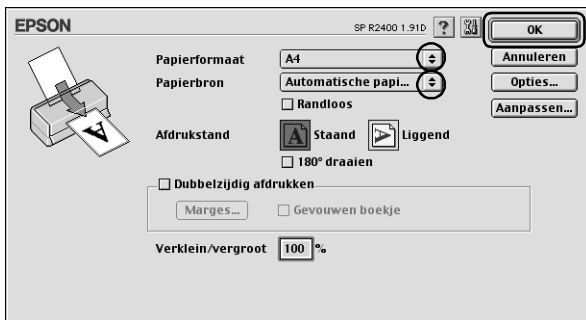 EPSON
SP R2400 1.91D
?
OK
Papierformaat
A4
Annuleren
Papierbron
Automatische papi...
Opties...
Randloos
Aanpassen...
Afdrukstand
A
Staand
A
Liggend
180° draaien
Dubbelzijdig afdrukken
Marges...
Gevouwen boekje
Verklein/vergroot
100 %
A